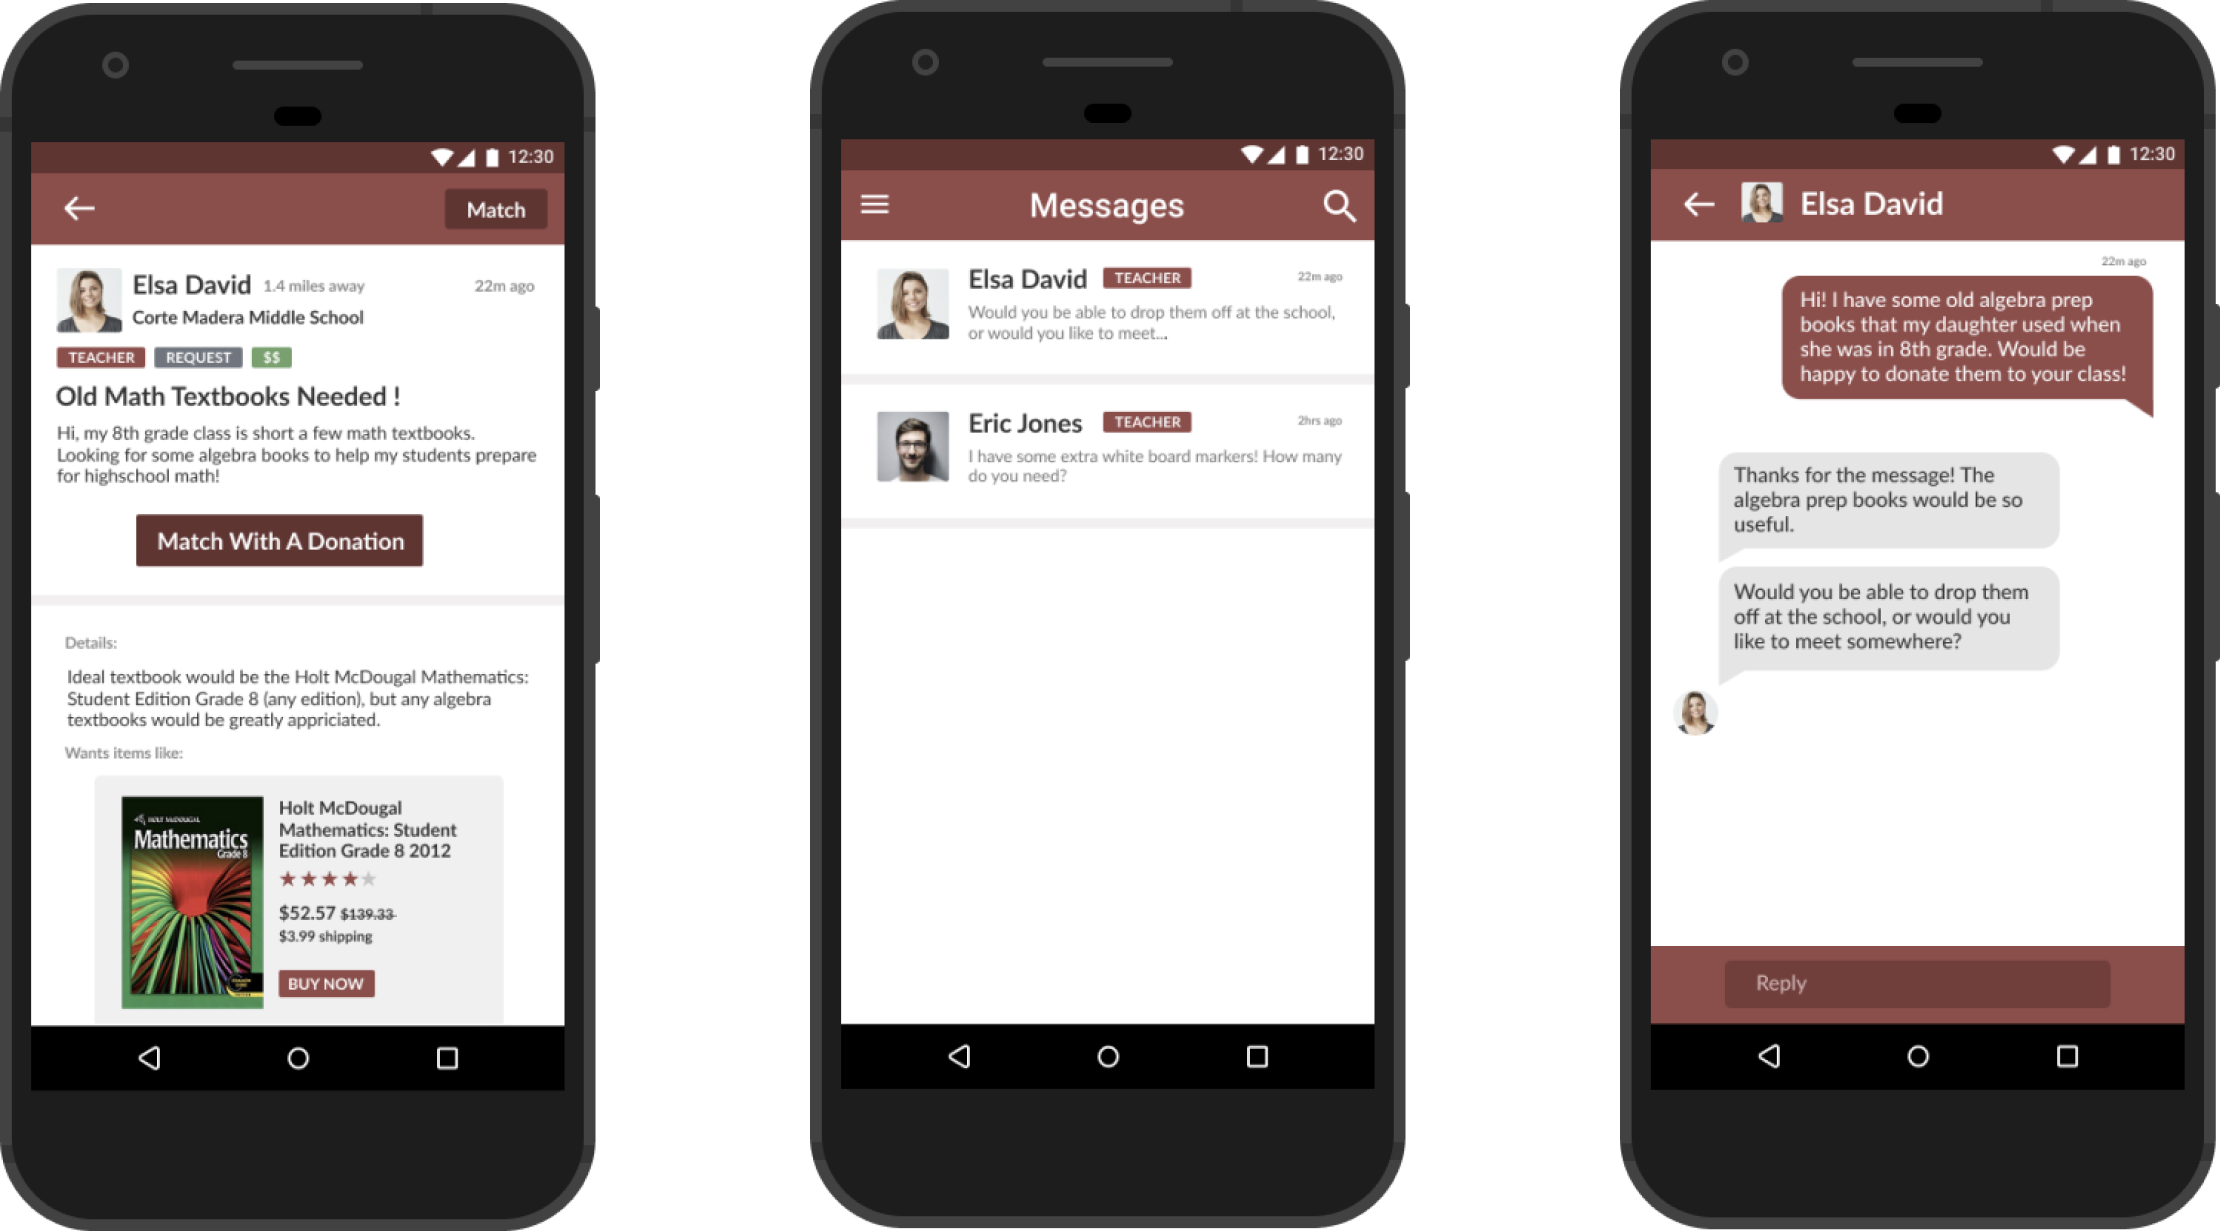 12:30
Match
Elsa David 1.4 miles away 22m ago
Corte Madera Middle School
TEACHER REQUEST $$
Old Math Textbooks Needed !
Hi, my 8th grade class is short a few math textbooks.
Looking for some algebra books to help my students prepare
for highschool math!
Match With A Donation
Details:
Ideal textbook would be the Holt McDougal Mathematics:
Student Edition Grade 8 (any edition), but any algebra
textbooks would be greatly appriciated.
Wants items like:
HOLT McDOUGAL
Mathematics
Grade 8
Holt McDougal
Mathematics: Student
Edition Grade 8 2012
$52.57 $139.33
$3.99 shipping
BUY NOW
12:30
Messages
Elsa David TEACHER 22m ago
Would you be able to drop them off at the school,
or would you like to meet...
Eric Jones TEACHER 2hrs ago
I have some extra white board markers! How many
do you need?
12:30
Elsa David
22m ago
Hi! I have some old algebra prep
books that my daughter used when
she was in 8th grade. Would be
happy to donate them to your class!
Thanks for the message! The
algebra prep books would be so
useful.
Would you be able to drop them
off at the school, or would you
like to meet somewhere?
Reply